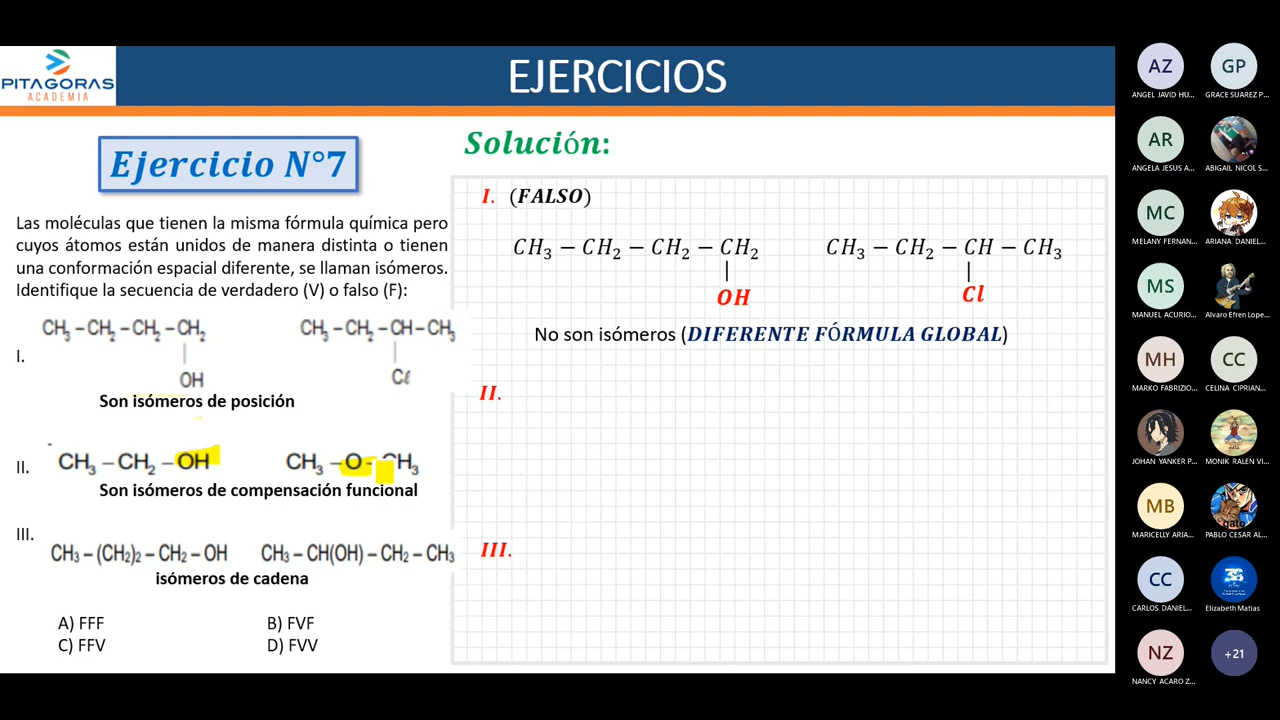 PITAGORAS
ACADEMIA
EJERCICIOS
Ejercicio N°7
Las moléculas que tienen la misma fórmula química pero
cuyos átomos están unidos de manera distinta o tienen
una conformación espacial diferente, se llaman isómeros.
Identifique la secuencia de verdadero (V) o falso (F):
CH₃ – CH₂ – CH₂ – CH₂ CH₃ – CH₂ – CH – CH₃
|
|
I.
OH Cℓ
Son isómeros de posición
II. CH₃ – CH₂ – OH CH₃ – O – CH₃
Son isómeros de compensación funcional
III.
CH₃ – (CH₂)₂ – CH₂ – OH CH₃ – CH(OH) – CH₂ – CH₃
isómeros de cadena
A) FFF B) FVF
C) FFV D) FVV
Solución:
I. (FALSO)
CH₃ − CH₂ − CH₂ − CH₂ CH₃ − CH₂ − CH − CH₃
| |
OH Cl
No son isómeros (DIFERENTE FÓRMULA GLOBAL)
II.
III.
AZ GP
ANGEL JAVID HU... GRACE SUAREZ P...
AR
ANGELA JESUS A... ABIGAIL NICOL S...
MC
MELANY FERNAN... ARIANA DANIEL...
MS
MANUEL ACURIO... Alvaro Efren Lope...
MH CC
MARKO FABRIZIO... CELINA CIPRIAN...
JOHAN YANKER P... MONIK RALEN VI...
MB
gato
MARICELLY ARIA... PABLO CESAR AL...
CC
CARLOS DANIEL... Elizabeth Matias
NZ +21
NANCY ACARO Z...